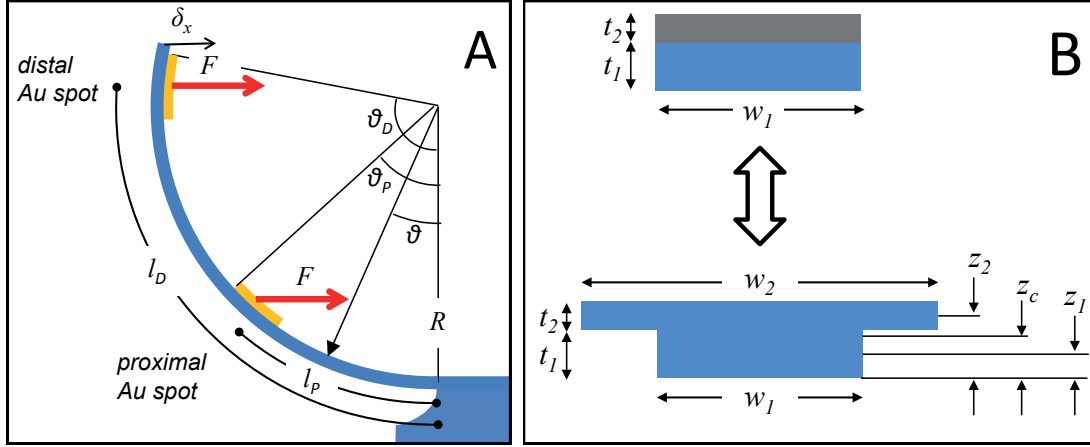 δx
A
distal
Au spot
F
ϑD
ϑP
ϑ
lD
F
R
proximal
Au spot
lP
B
t2
t1
w1
w2
z2
zc
z1
t2
t1
w1